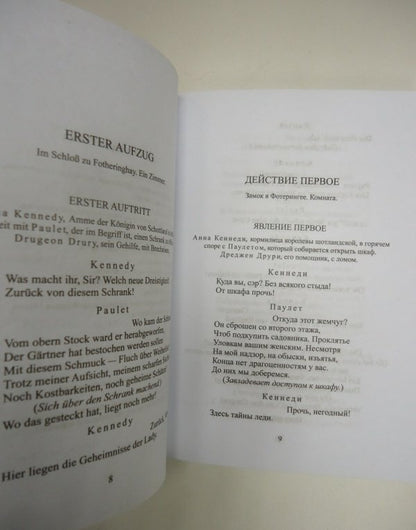 ERSTER AUFZUG
Im Schloß zu Fotheringhay. Ein Zimmer.
ERSTER AUFTRITT
Kennedy, Amme der Königin von Schottland
mit Paulet, der im Begriff ist, einen Schrank
Drugeon Drury, sein Gehilfe, mit Brecheisen.
Kennedy
Was macht ihr, Sir? Welch neue Dreistigkeit
Zurück von diesem Schrank!
Paulet
Wo kam der
Vom obern Stock ward er herabgeworfen,
Der Gärtner hat bestochen werden sollen
Mit diesem Schmuck — Fluch über
Trotz meiner Aufsicht, meinem scharfen
Noch Kostbarkeiten, noch geheime
(Sich über den Schrank machend)
Wo das gesteckt hat, liegt noch mehr!
Kennedy
Zurück,
Hier liegen die Geheimnisse der Lady.
8
ДЕЙСТВИЕ ПЕРВОЕ
Замок в Фотерингее. Комната.
ЯВЛЕНИЕ ПЕРВОЕ
Анна Кеннеди, кормилица королевы шотландской, в горячем
споре с Паулетом, который собирается открыть шкаф.
Дреджен Друри, его помощник, с ломом.
Кеннеди
Куда вы, сэр? Без всякого стыда!
От шкафа прочь!
Паулет
Откуда этот жемчуг?
Он сброшен со второго этажа,
Чтоб подкупить садовника. Проклятье
Уловкам вашим женским. Несмотря
На мой надзор, на обыски, изъятья,
Конца нет драгоценностям у вас.
До них мы доберемся.
(Завладевает доступом к шкафу.)
Кеннеди
Прочь, негодный!
Здесь тайны леди.
9